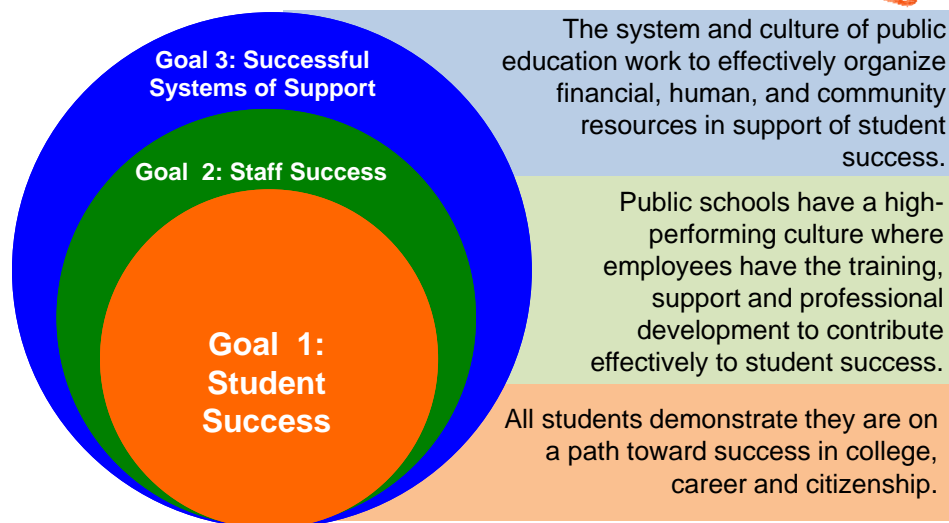 Goal 3: Successful
Systems of Support
The system and culture of public
education work to effectively organize
financial, human, and community
resources in support of student
success.
Goal 2: Staff Success
Public schools have a high-
performing culture where
employees have the training,
support and professional
development to contribute
effectively to student success.
Goal 1:
Student
Success
All students demonstrate they are on
a path toward success in college,
career and citizenship.